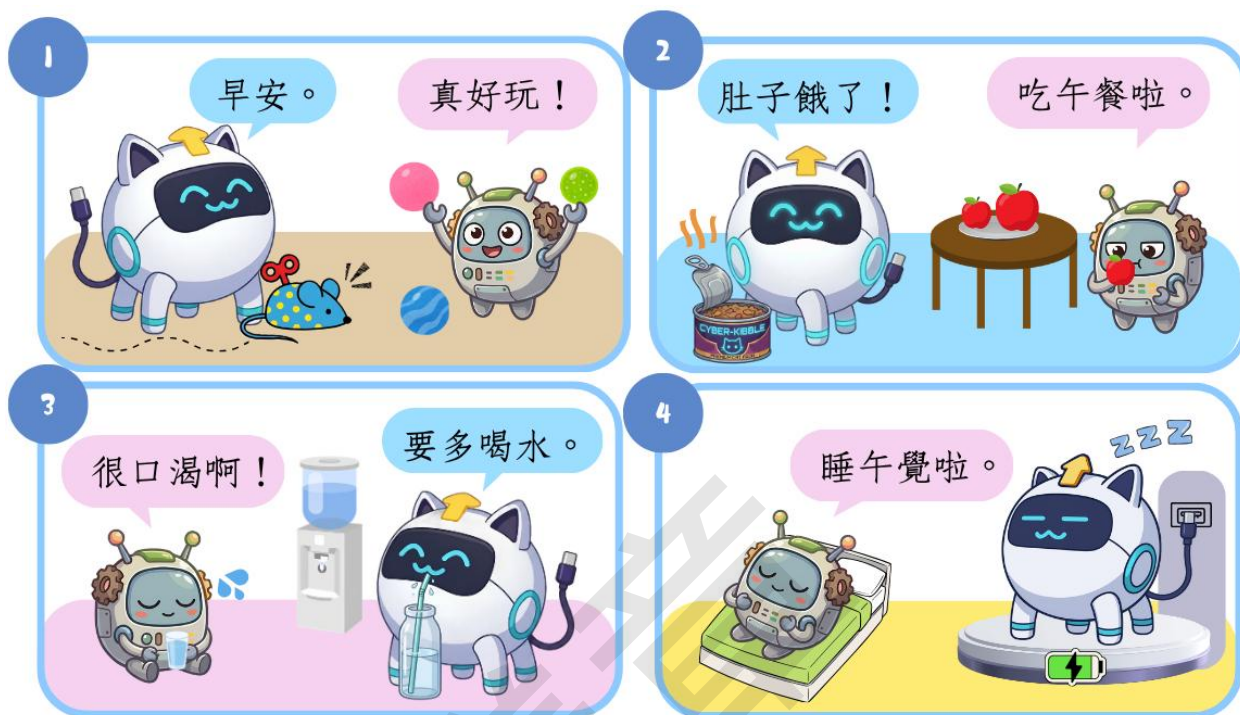 1
早安。
真好玩！
2
肚子餓了！
吃午餐啦。
CYBER-KIBBLE
3
很口渴啊！
要多喝水。
4
睡午覺啦。
ZZZ